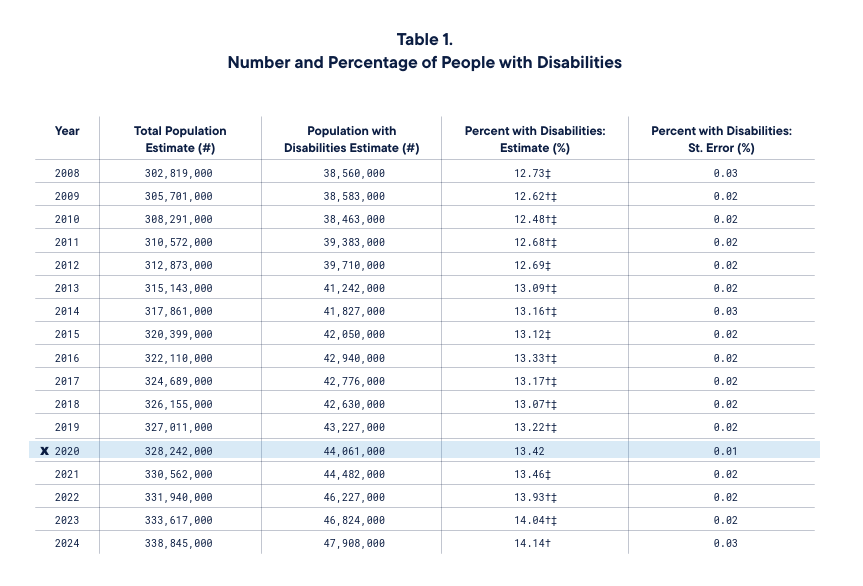 Table 1.
Number and Percentage of People with Disabilities
Year Total Population Estimate (#) Population with Disabilities Estimate (#) Percent with Disabilities: Estimate (%) Percent with Disabilities: St. Error (%)
2008 302,819,000 38,560,000 12.73‡ 0.03
2009 305,701,000 38,583,000 12.62†‡ 0.02
2010 308,291,000 38,463,000 12.48†‡ 0.02
2011 310,572,000 39,383,000 12.68†‡ 0.02
2012 312,873,000 39,710,000 12.69‡ 0.02
2013 315,143,000 41,242,000 13.09†‡ 0.02
2014 317,861,000 41,827,000 13.16†‡ 0.03
2015 320,399,000 42,050,000 13.12‡ 0.02
2016 322,110,000 42,940,000 13.33†‡ 0.02
2017 324,689,000 42,776,000 13.17†‡ 0.02
2018 326,155,000 42,630,000 13.07†‡ 0.02
2019 327,011,000 43,227,000 13.22†‡ 0.02
X 2020 328,242,000 44,061,000 13.42 0.01
2021 330,562,000 44,482,000 13.46‡ 0.02
2022 331,940,000 46,227,000 13.93†‡ 0.02
2023 333,617,000 46,824,000 14.04†‡ 0.02
2024 338,845,000 47,908,000 14.14† 0.03